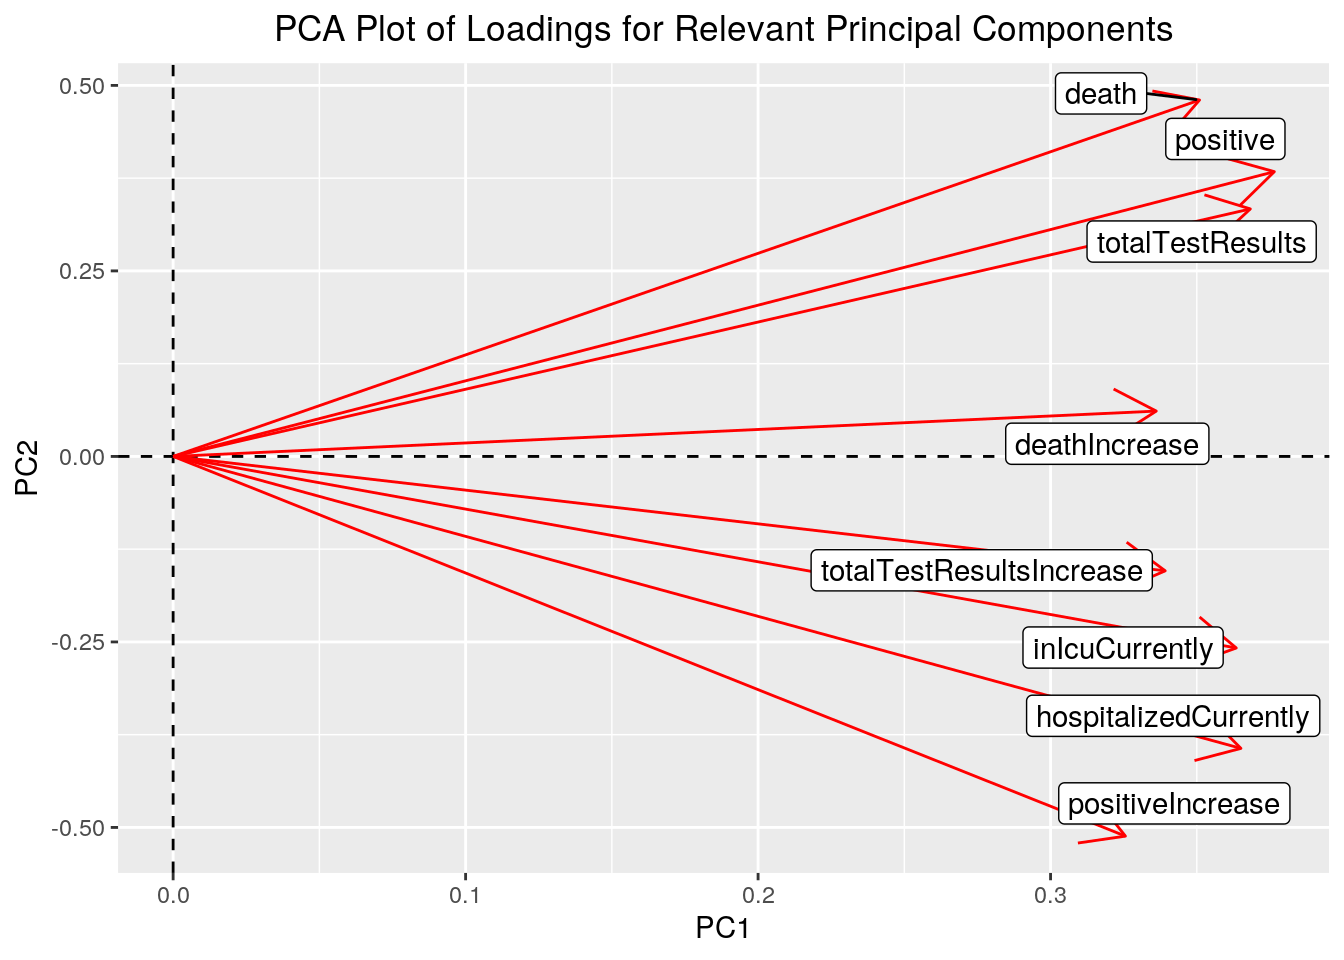 PCA Plot of Loadings for Relevant Principal Components
0.50
0.25
0.00
-0.25
-0.50
PC2
death
positive
totalTestResults
deathIncrease
totalTestResultsIncrease
inIcuCurrently
hospitalizedCurrently
positiveIncrease
0.0
0.1
0.2
0.3
PC1